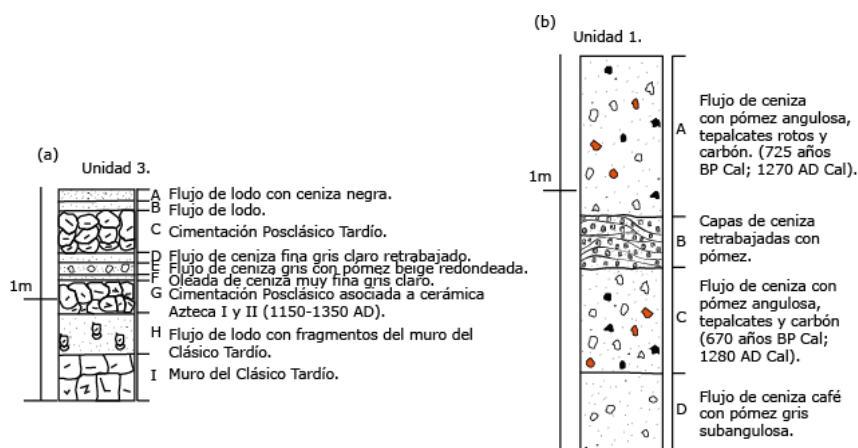 (a)
Unidad 3.
1m
A Flujo de lodo con ceniza negra.
B Flujo de lodo.
C Cimentación Posclásico Tardío.
D Flujo de ceniza fina gris claro retrabajado.
E Flujo de ceniza gris con pómez beige redondeada.
F Oleada de ceniza muy fina gris claro.
G Cimentación Posclásico asociada a cerámica
Azteca I y II (1150-1350 AD).
H Flujo de lodo con fragmentos del muro del
Clásico Tardío.
I Muro del Clásico Tardío.
(b)
Unidad 1.
1m
A
Flujo de ceniza
con pómez angulosa,
tepalcates rotos y
carbón. (725 años
BP Cal; 1270 AD Cal).
B
Capas de ceniza
retrabajadas con
pómez.
C
Flujo de ceniza con
pómez angulosa,
tepalcates y carbón
(670 años BP Cal;
1280 AD Cal).
D
Flujo de ceniza café
con pómez gris
subangulosa.